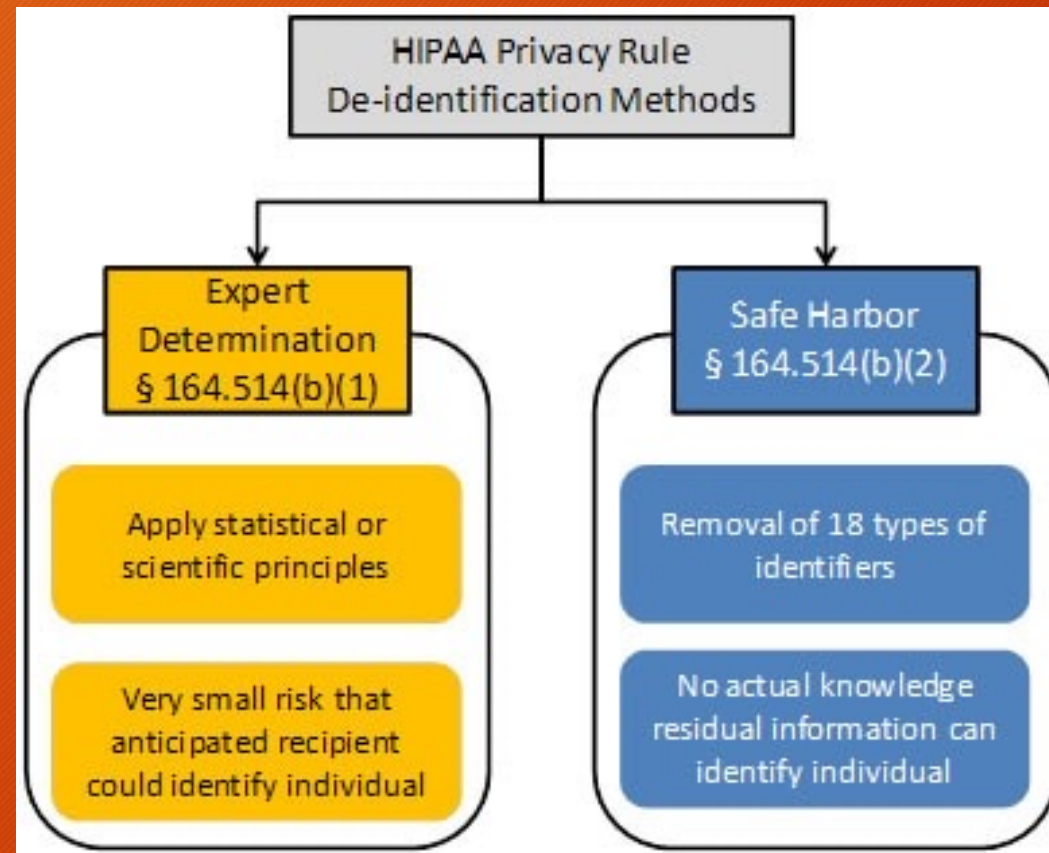 HIPAA Privacy Rule
De-identification Methods
Expert
Determination
§ 164.514(b)(1)
Apply statistical or
scientific principles
Very small risk that
anticipated recipient
could identify individual
Safe Harbor
§ 164.514(b)(2)
Removal of 18 types of
identifiers
No actual knowledge
residual information can
identify individual